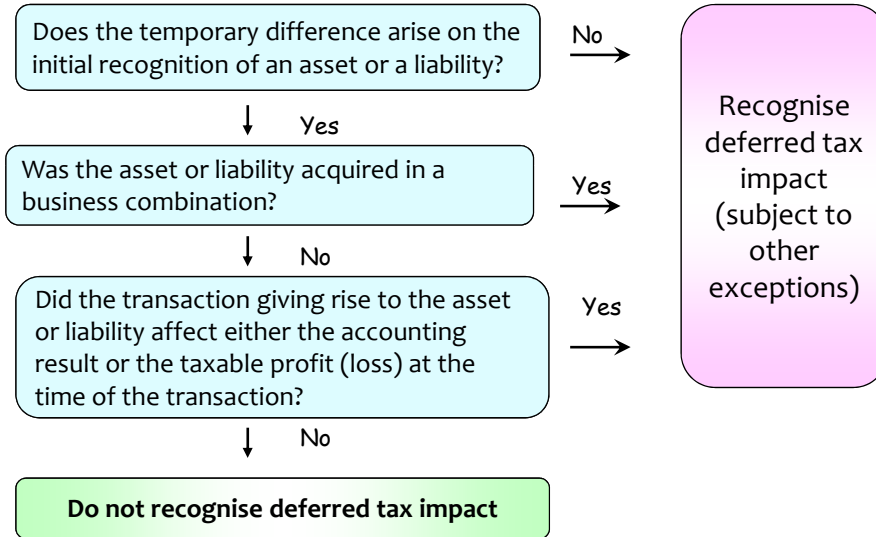 Does the temporary difference arise on the
initial recognition of an asset or a liability?
No
Yes
Was the asset or liability acquired in a
business combination?
Yes
No
Did the transaction giving rise to the asset
or liability affect either the accounting
result or the taxable profit (loss) at the
time of the transaction?
Yes
No
Do not recognise deferred tax impact
Recognise
deferred tax
impact
(subject to
other
exceptions)